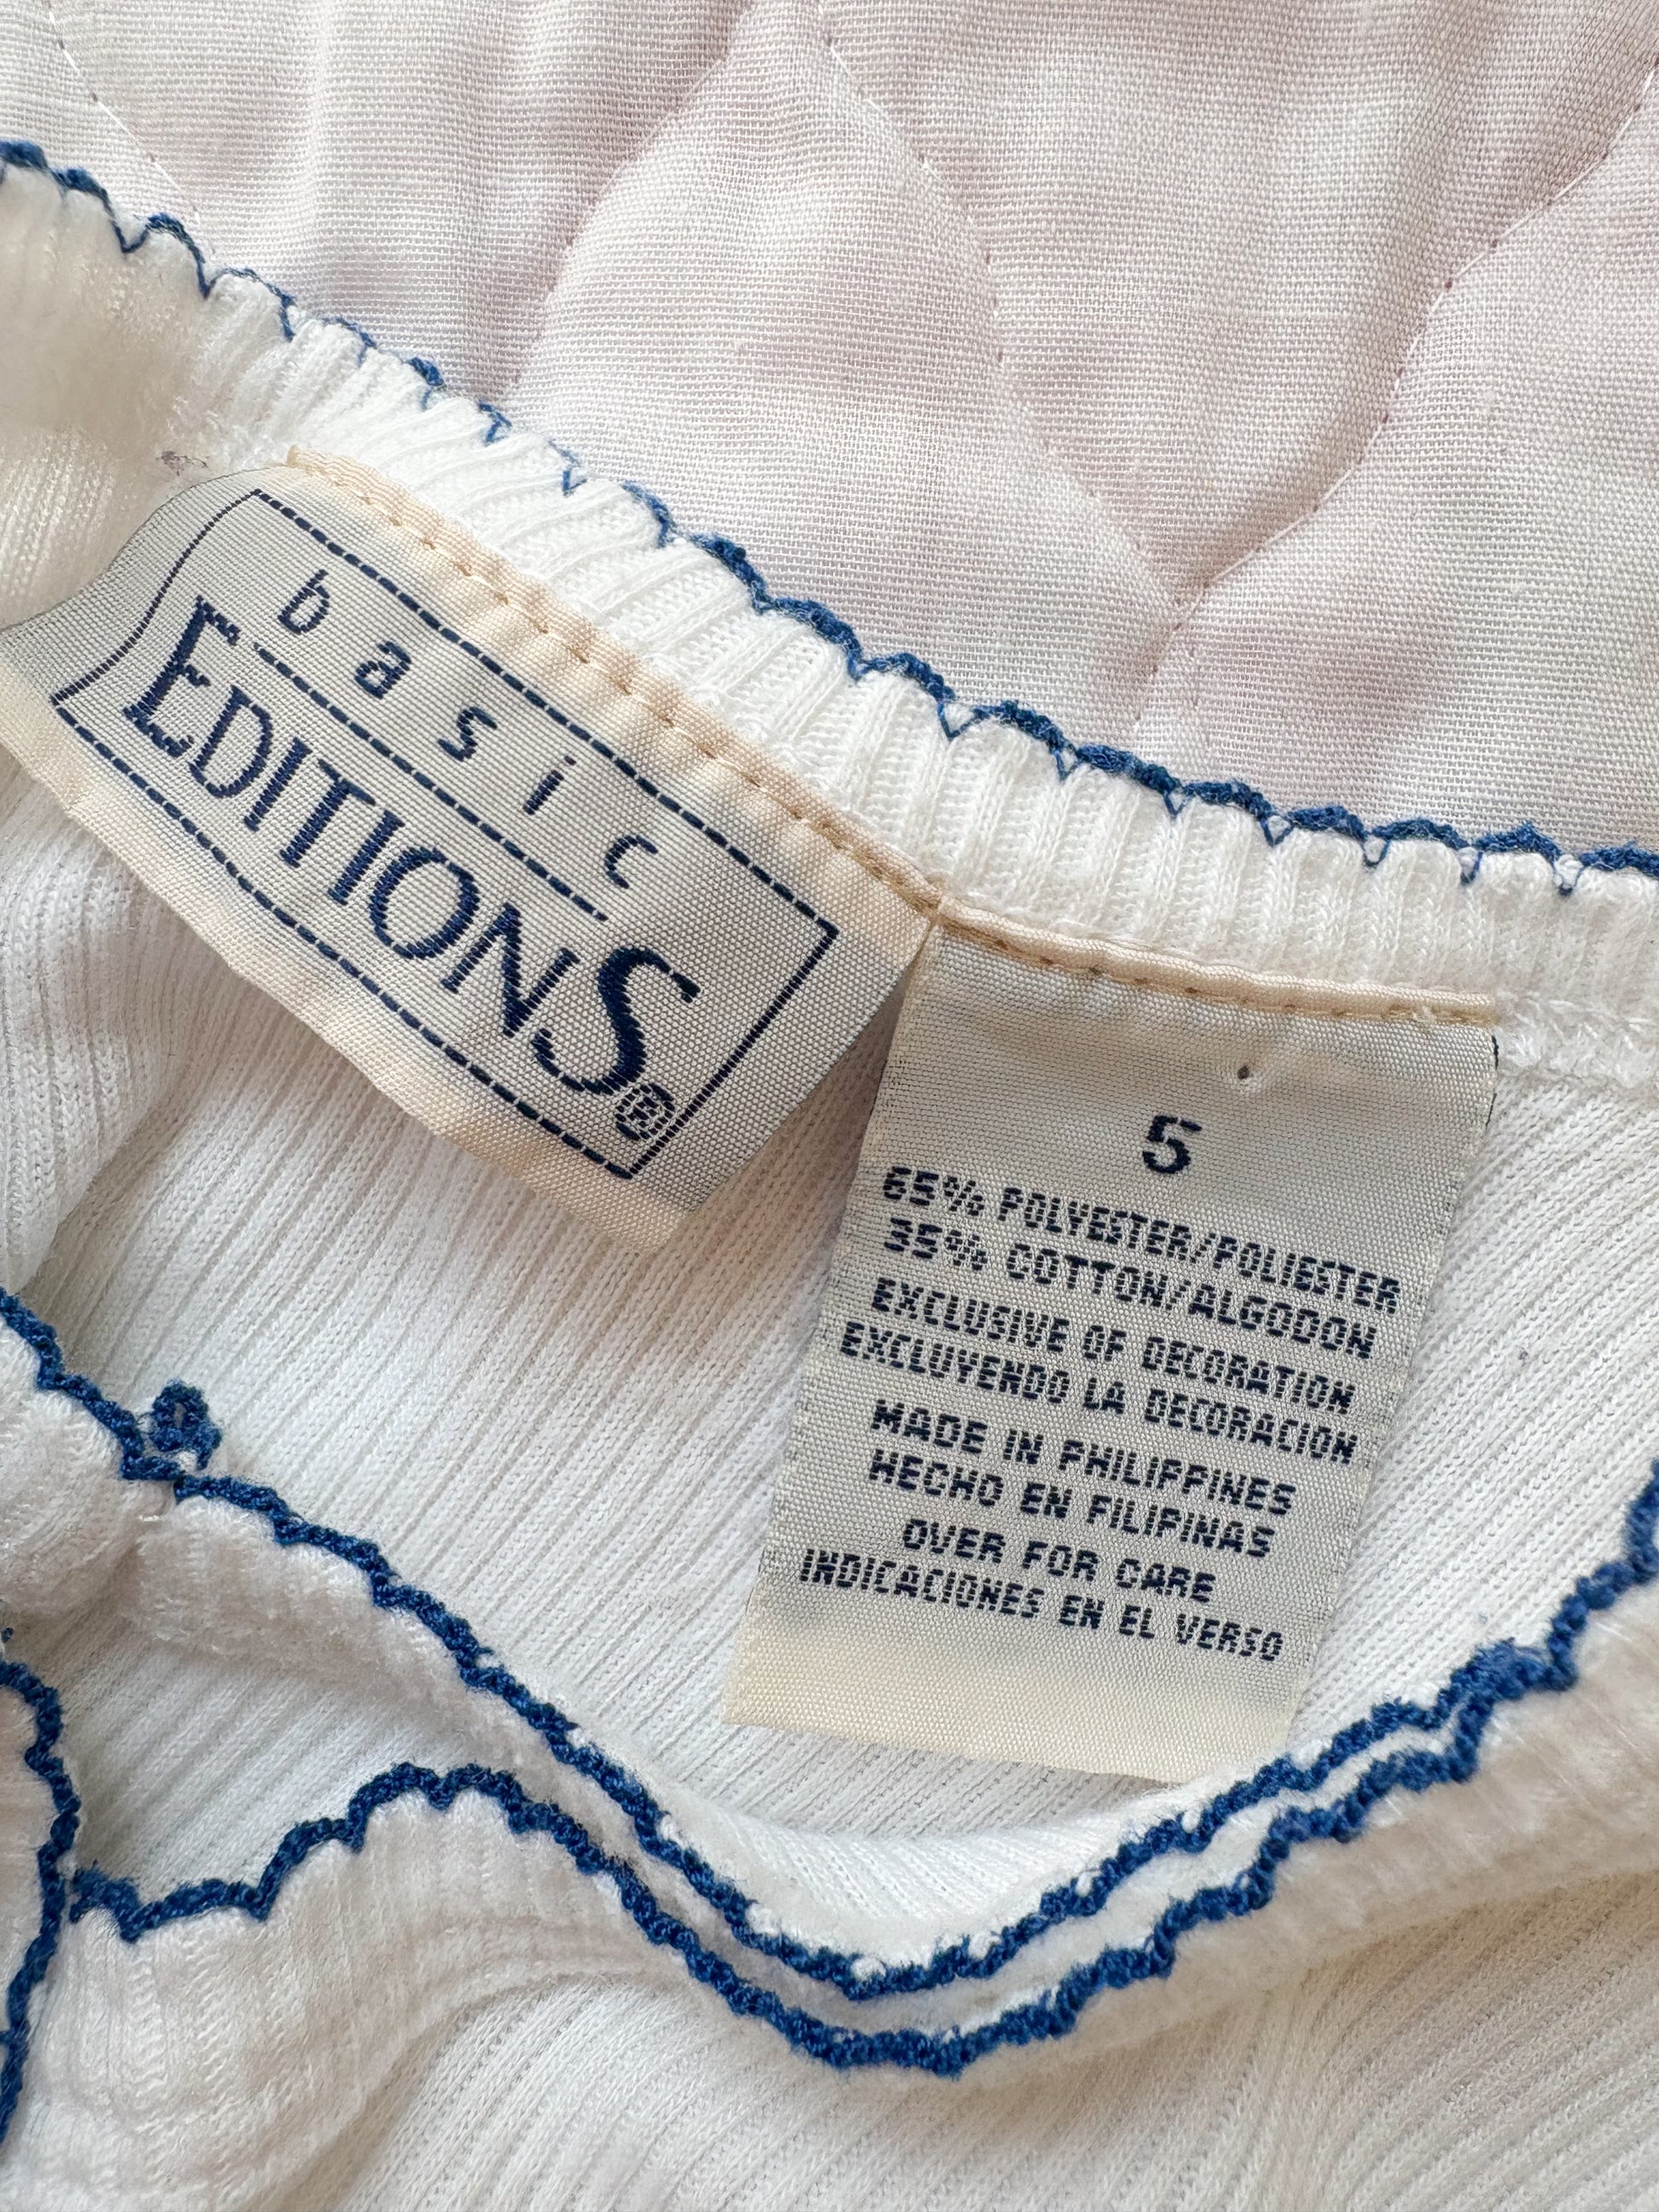 basic
EDITIONS®
5
65% POLYESTER/POLIESTER
35% COTTON/ALGODON
EXCLUSIVE OF DECORATION
EXCLUYENDO LA DECORACION
MADE IN PHILIPPINES
HECHO EN FILIPINAS
OVER FOR CARE
INDICACIONES EN EL VERSO